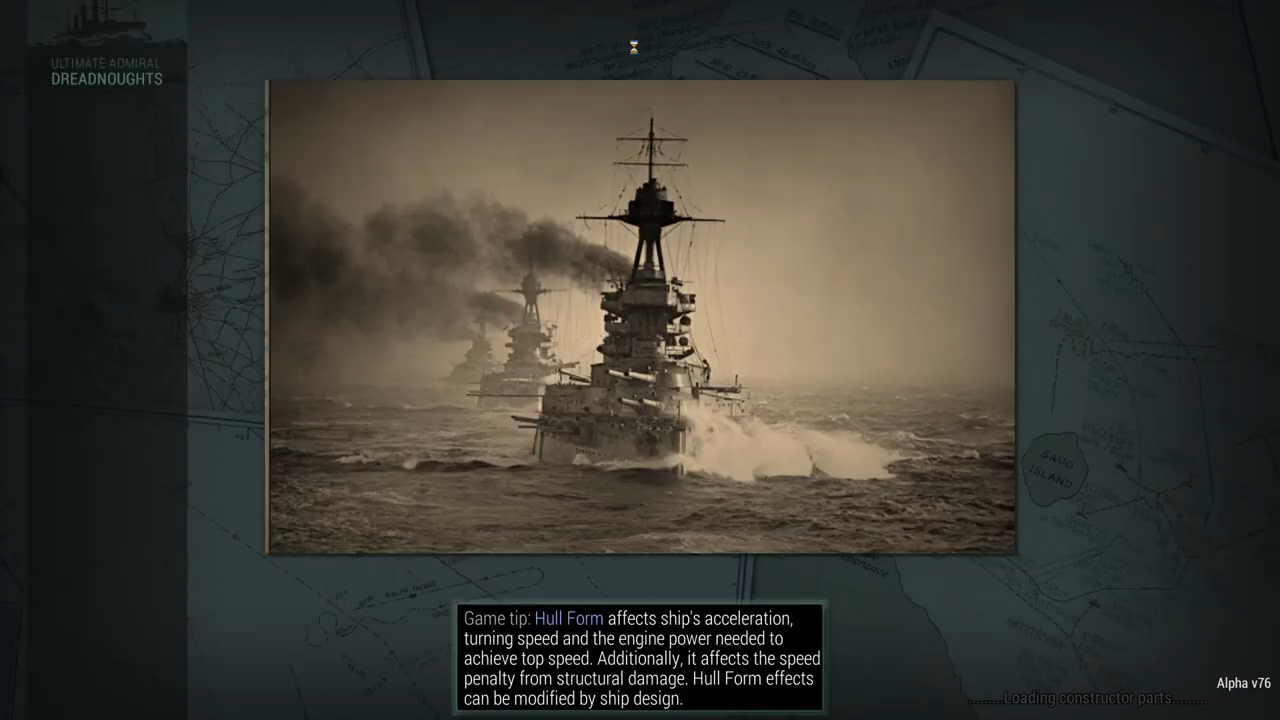 ULTIMATE ADMIRAL
DREADNOUGHTS
SAVO
ISLAND
Game tip: Hull Form affects ship's acceleration,
turning speed and the engine power needed to
achieve top speed. Additionally, it affects the speed
penalty from structural damage. Hull Form effects
can be modified by ship design.
Alpha v76
.........Loading constructor parts.........